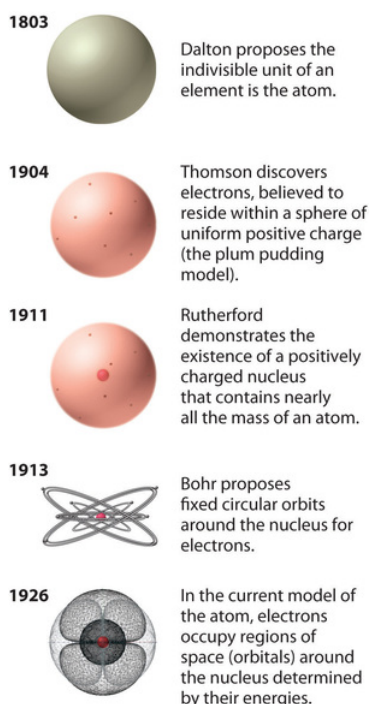 1803
Dalton proposes the
indivisible unit of an
element is the atom.
1904
Thomson discovers
electrons, believed to
reside within a sphere of
uniform positive charge
(the plum pudding
model).
1911
Rutherford
demonstrates the
existence of a positively
charged nucleus
that contains nearly
all the mass of an atom.
1913
Bohr proposes
fixed circular orbits
around the nucleus for
electrons.
1926
In the current model of
the atom, electrons
occupy regions of
space (orbitals) around
the nucleus determined
by their energies.